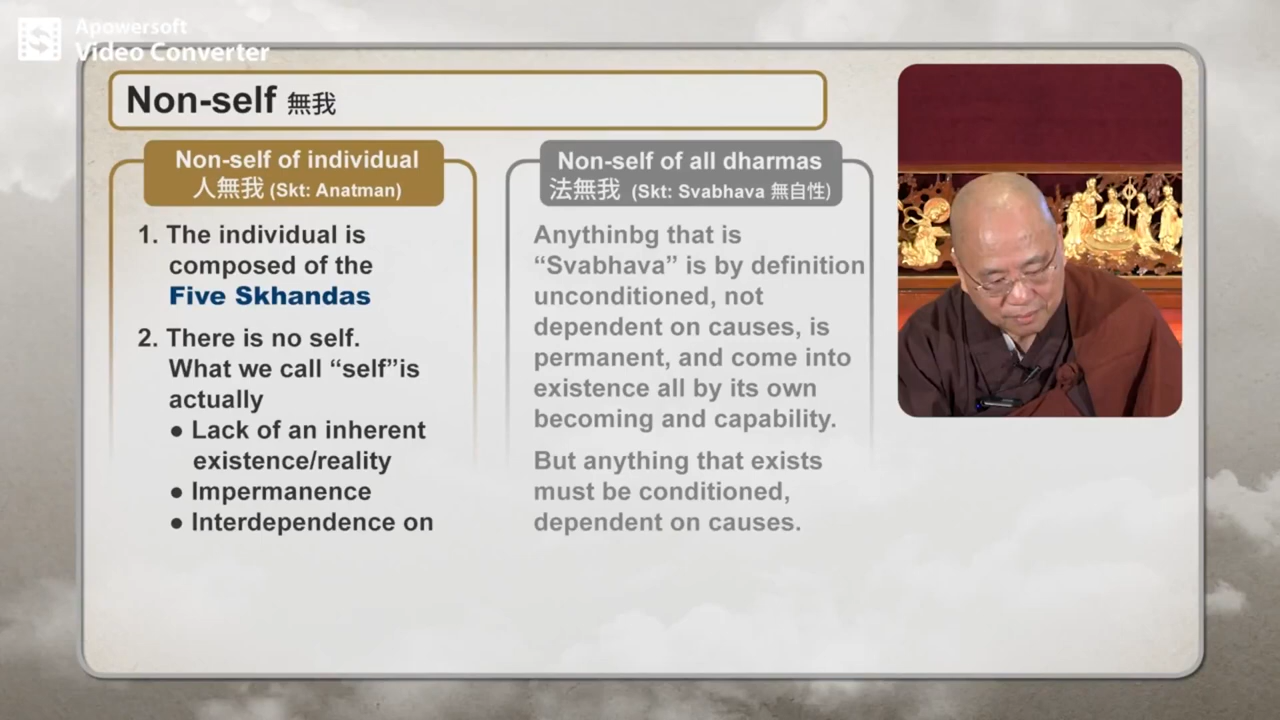 Apowersoft
Video Converter
Non-self 無我
Non-self of individual
人無我 (Skt: Anatman)
1. The individual is
composed of the
Five Skhandas
2. There is no self.
What we call “self”is
actually
● Lack of an inherent
existence/reality
● Impermanence
● Interdependence on
Non-self of all dharmas
法無我 (Skt: Svabhava 無自性)
Anythinbg that is
“Svabhava” is by definition
unconditioned, not
dependent on causes, is
permanent, and come into
existence all by its own
becoming and capability.
But anything that exists
must be conditioned,
dependent on causes.